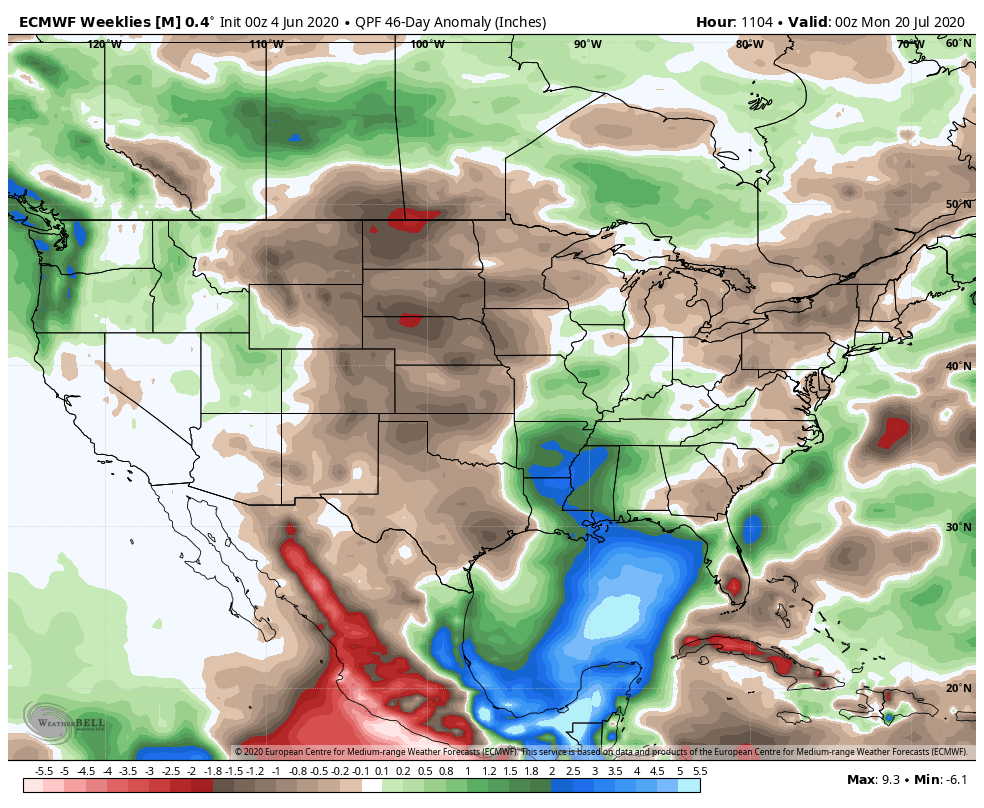 ECMWF Weeklies [M] 0.4° Init 00z 4 Jun 2020 • QPF 46-Day Anomaly (Inches)
Hour: 1104 • Valid: 00z Mon 20 Jul 2020
120°W 110°W 100°W 90°W 80°W 70°W 60°N
50°N
40°N
30°N
20°N
WEATHERBELL
© 2020 European Centre for Medium-range Weather Forecasts (ECMWF). This service is based on data and products of the European Centre for Medium-range Weather Forecasts (ECMWF).
-5.5 -5 -4.5 -4 -3.5 -3 -2.5 -2 -1.8 -1.5 -1.2 -1 -0.8 -0.5 -0.2 -0.1 0.1 0.2 0.5 0.8 1 1.2 1.5 1.8 2 2.5 3 3.5 4 4.5 5 5.5
Max: 9.3 • Min: -6.1